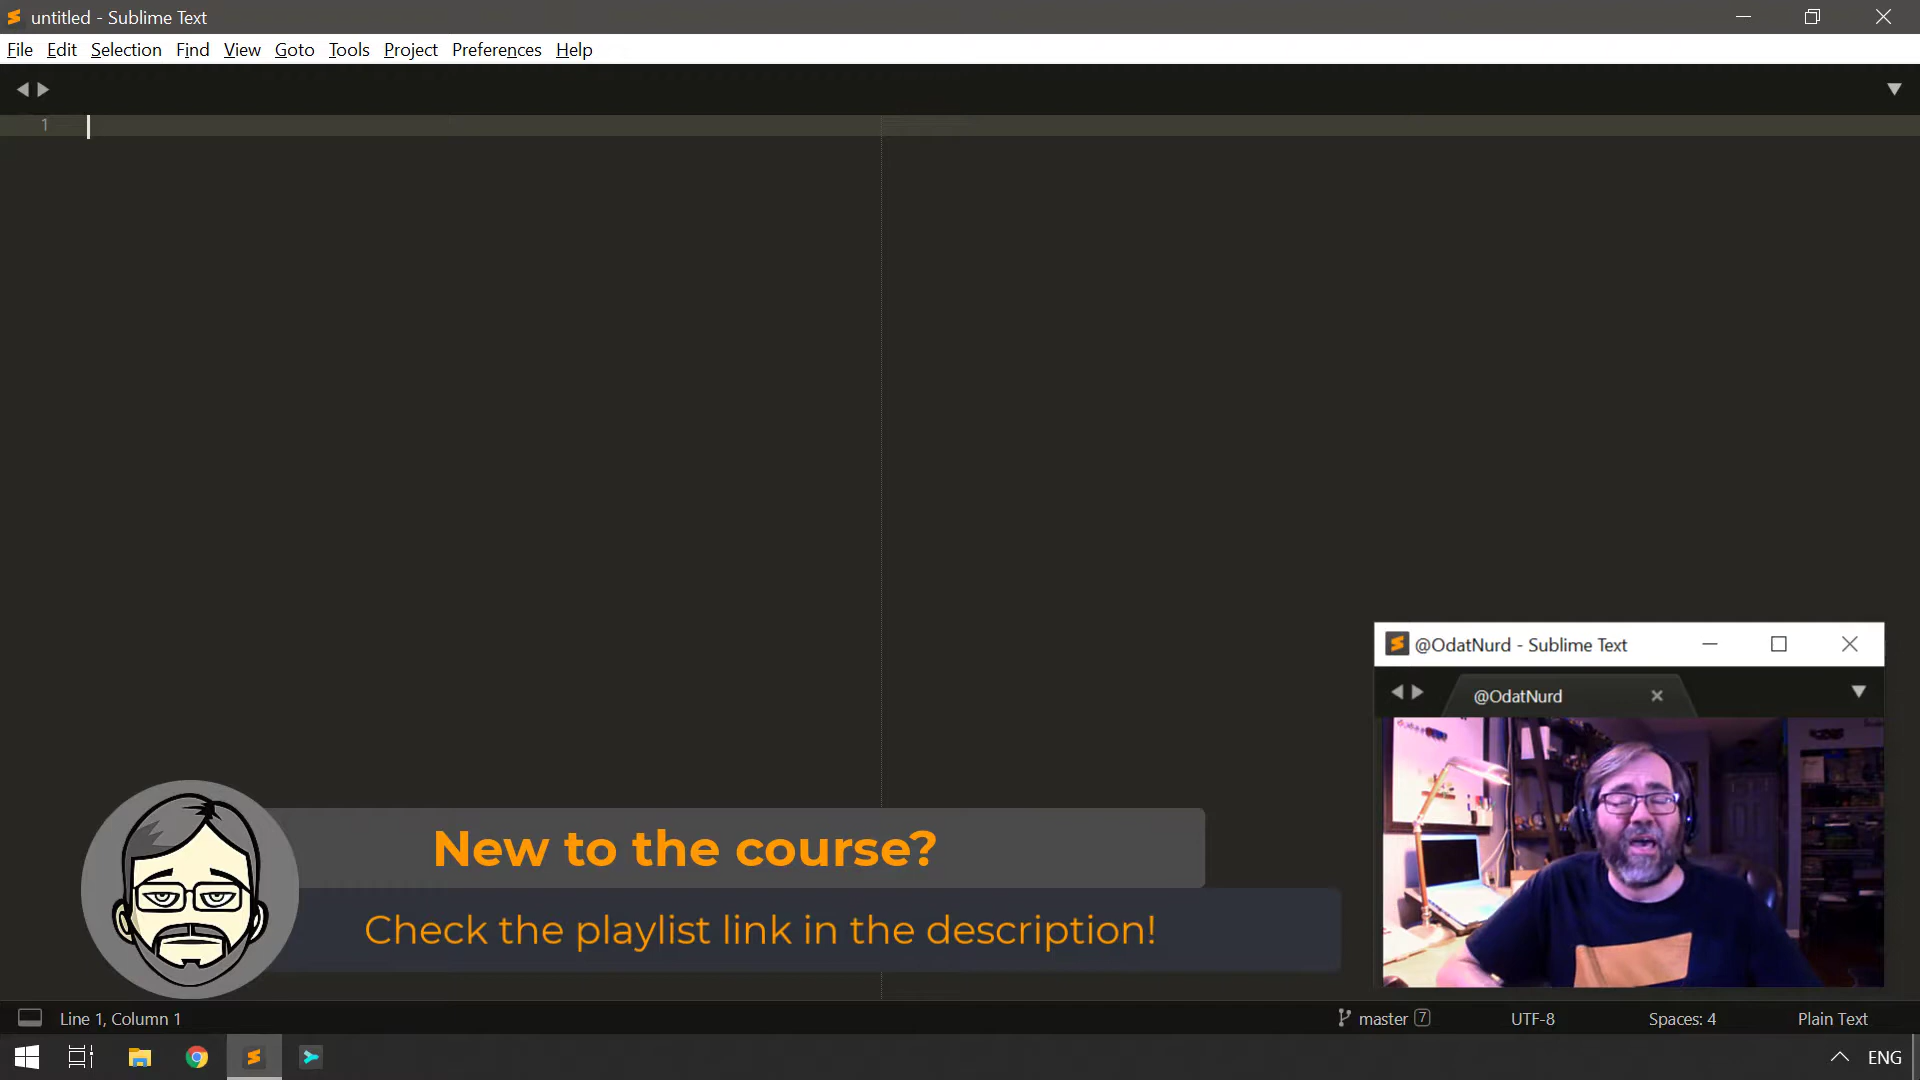 untitled - Sublime Text
File Edit Selection Find View Goto Tools Project Preferences Help
1
@OdatNurd - Sublime Text
@OdatNurd
New to the course?
Check the playlist link in the description!
Line 1, Column 1
master 7
UTF-8
Spaces: 4
Plain Text
ENG